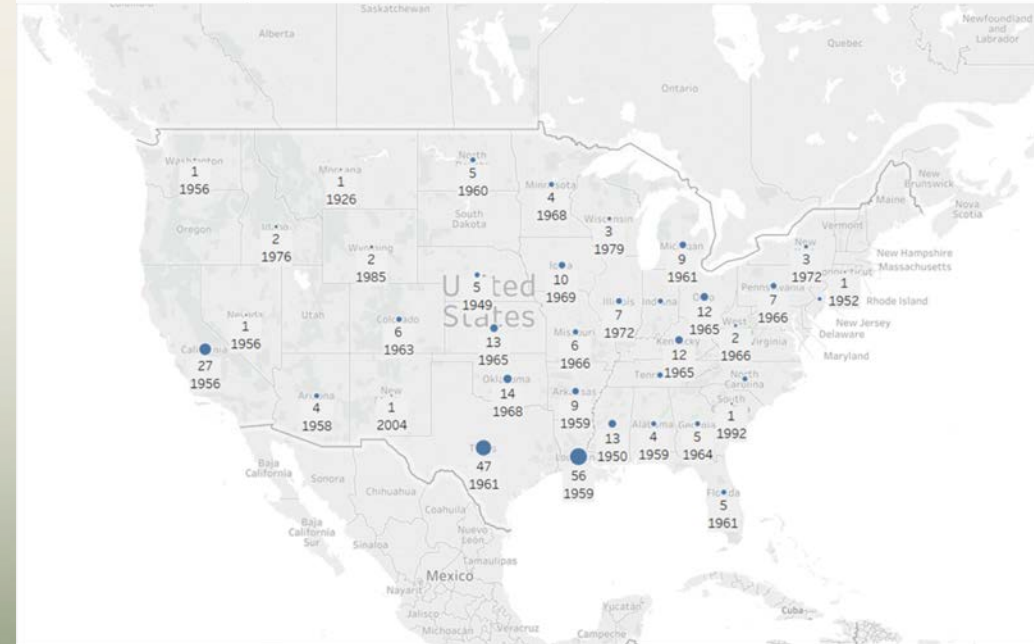 Saskatchewan
Alberta
Newfoundland
and
Labrador
Quebec
Ontario
Washington
1
1956
Montana
1
1926
North
5
1960
Minnesota
4
1968
New
Brunswick
Maine
Nova
Scotia
Oregon
Idaho
2
1976
South
Dakota
Wisconsin
3
1979
Vermont
Michigan
9
1961
New
3
1972
New Hampshire
Massachusetts
Connecticut
1
1952
Rhode Island
Wyoming
2
1985
Iowa
10
1969
United
States
5
1949
Pennsylvania
7
1966
New Jersey
Delaware
Maryland
Nevada
1
1956
Utah
Colorado
6
1963
13
1965
Illinois
7
1972
Indiana
Ohio
12
1965
West
Virginia
2
1966
California
27
1956
Missouri
6
1966
Kentucky
12
1965
Arizona
4
1958
New
1
2004
Oklahoma
14
1968
Arkansas
9
1959
Tennessee
North
Carolina
South
1
1992
13
1950
Alabama
4
1959
Georgia
5
1964
Texas
47
1961
Louisiana
56
1959
Florida
5
1961
Baja
California
Sonora
Chihuahua
Coahuila
Baja
California
Sur
Sinaloa
Nuevo
León
Tamaulipas
Mexico
Nayarit
Jalisco
Michoacán
Veracruz
Yucatán
Campeche
Cuba